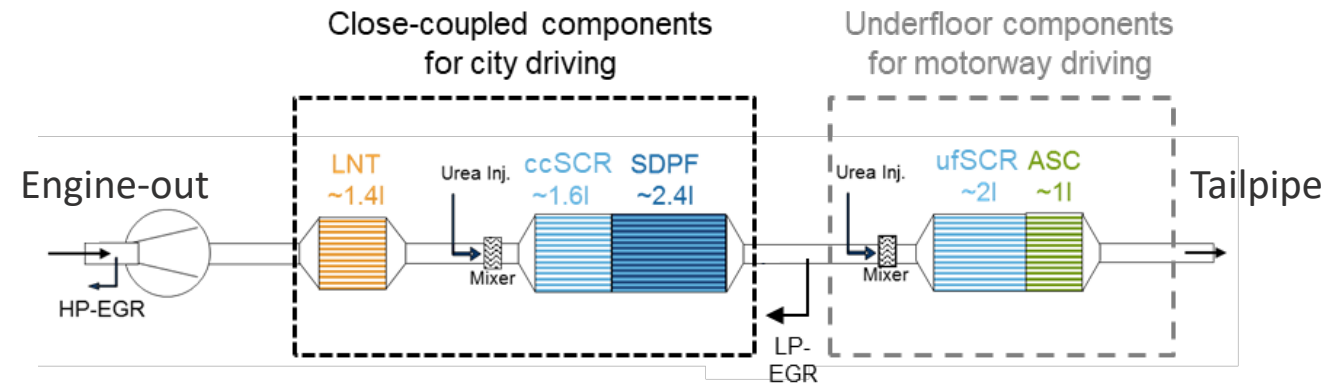 Close-coupled components
for city driving
Underfloor components
for motorway driving
Engine-out
HP-EGR
LNT
~1.4l
Urea Inj.
Mixer
ccSCR
~1.6l
SDPF
~2.4l
LP-
EGR
Urea Inj.
Mixer
ufSCR
~2l
ASC
~1l
Tailpipe